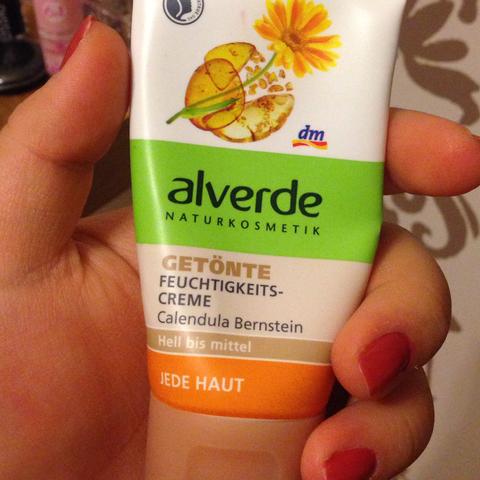 dm
alverde
NATURKOSMETIK
GETÖNTE
FEUCHTIGKEITS-
CREME
Calendula Bernstein
Hell bis mittel
JEDE HAUT